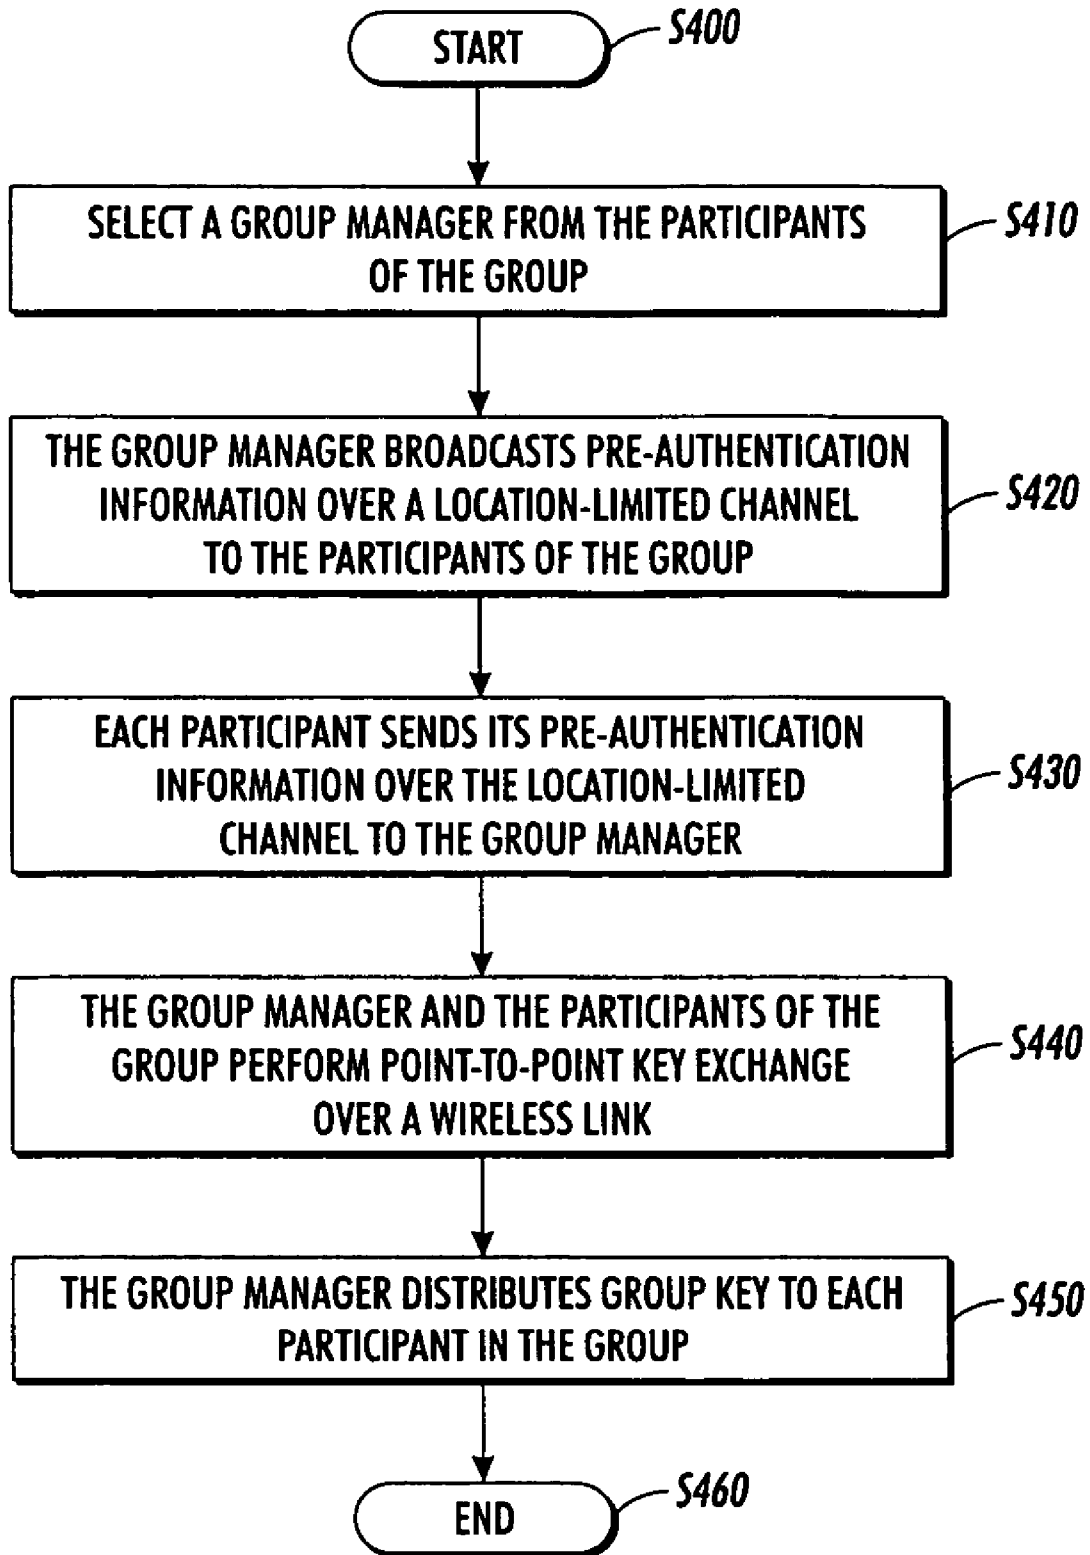 START
S400
SELECT A GROUP MANAGER FROM THE PARTICIPANTS
OF THE GROUP
S410
THE GROUP MANAGER BROADCASTS PRE-AUTHENTICATION
INFORMATION OVER A LOCATION-LIMITED CHANNEL
TO THE PARTICIPANTS OF THE GROUP
S420
EACH PARTICIPANT SENDS ITS PRE-AUTHENTICATION
INFORMATION OVER THE LOCATION-LIMITED
CHANNEL TO THE GROUP MANAGER
S430
THE GROUP MANAGER AND THE PARTICIPANTS OF THE
GROUP PERFORM POINT-TO-POINT KEY EXCHANGE
OVER A WIRELESS LINK
S440
THE GROUP MANAGER DISTRIBUTES GROUP KEY TO EACH
PARTICIPANT IN THE GROUP
S450
END
S460